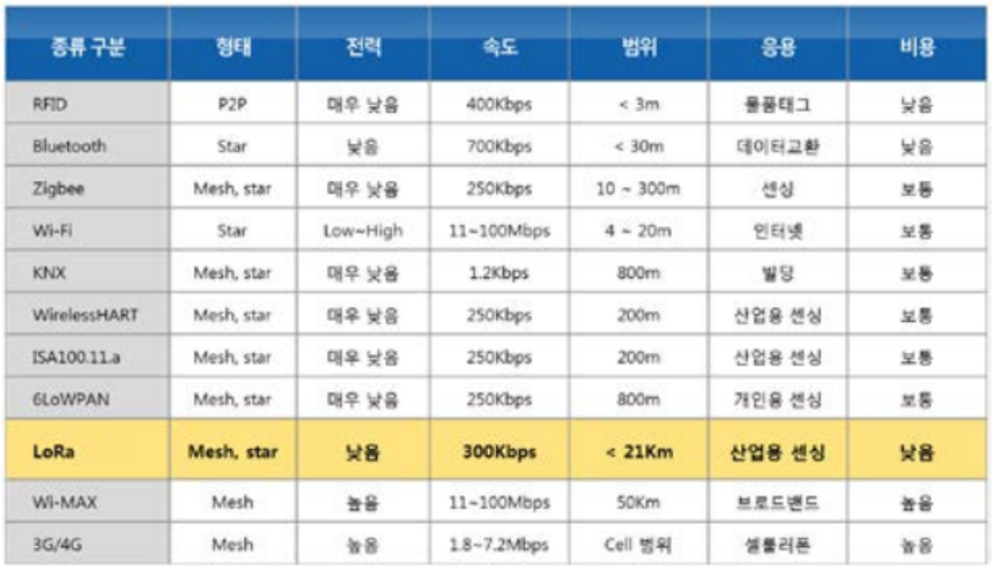 종류 구분 형태 전력 속도 범위 응용 비용
RFID P2P 매우 낮음 400Kbps < 3m 물품태그 낮음
Bluetooth Star 낮음 700Kbps < 30m 데이터교환 낮음
Zigbee Mesh, star 매우 낮음 250Kbps 10 ~ 300m 센싱 보통
Wi-Fi Star Low~High 11~100Mbps 4 ~ 20m 인터넷 보통
KNX Mesh, star 매우 낮음 1.2Kbps 800m 빌딩 보통
WirelessHART Mesh, star 매우 낮음 250Kbps 200m 산업용 센싱 보통
ISA100.11.a Mesh, star 매우 낮음 250Kbps 200m 산업용 센싱 보통
6LoWPAN Mesh, star 매우 낮음 250Kbps 800m 개인용 센싱 보통
LoRa Mesh, star 낮음 300Kbps < 21Km 산업용 센싱 낮음
Wi-MAX Mesh 높음 11~100Mbps 50Km 브로드밴드 높음
3G/4G Mesh 높음 1.8~7.2Mbps Cell 범위 셀룰러폰 높음